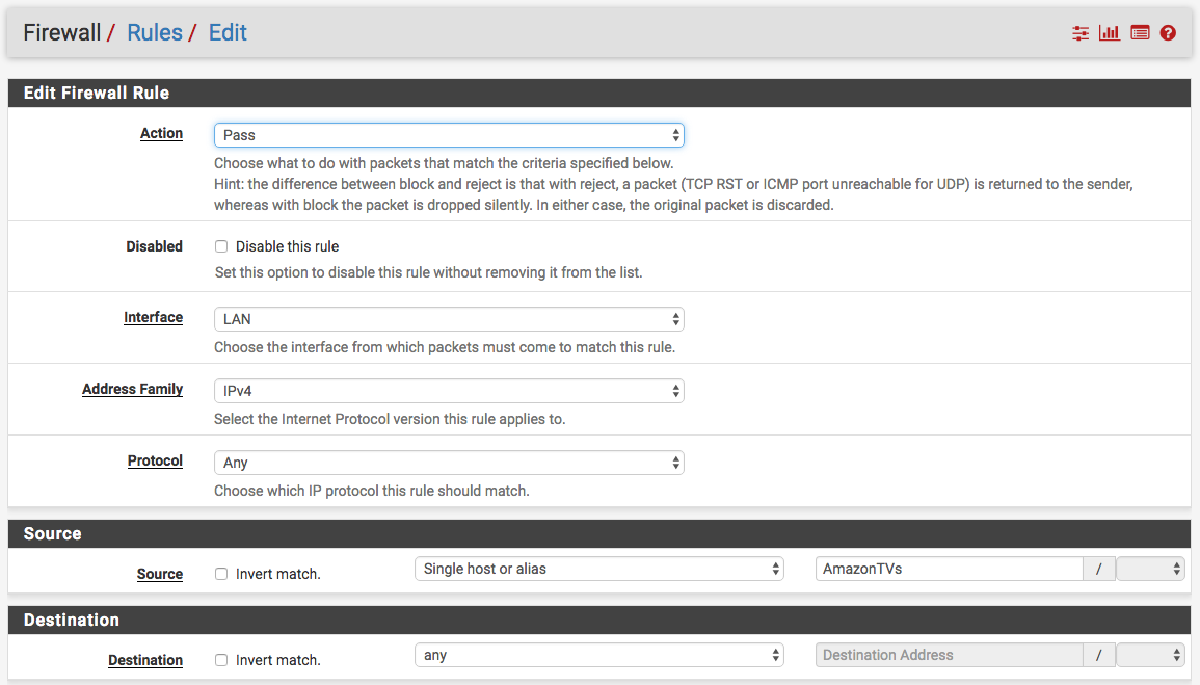 Firewall / Rules / Edit
Edit Firewall Rule
Action
Pass
Choose what to do with packets that match the criteria specified below.
Hint: the difference between block and reject is that with reject, a packet (TCP RST or ICMP port unreachable for UDP) is returned to the sender,
whereas with block the packet is dropped silently. In either case, the original packet is discarded.
Disabled
Disable this rule
Set this option to disable this rule without removing it from the list.
Interface
LAN
Choose the interface from which packets must come to match this rule.
Address Family
IPv4
Select the Internet Protocol version this rule applies to.
Protocol
Any
Choose which IP protocol this rule should match.
Source
Source Invert match. Single host or alias AmazonTVs /
Destination
Destination Invert match. any Destination Address /